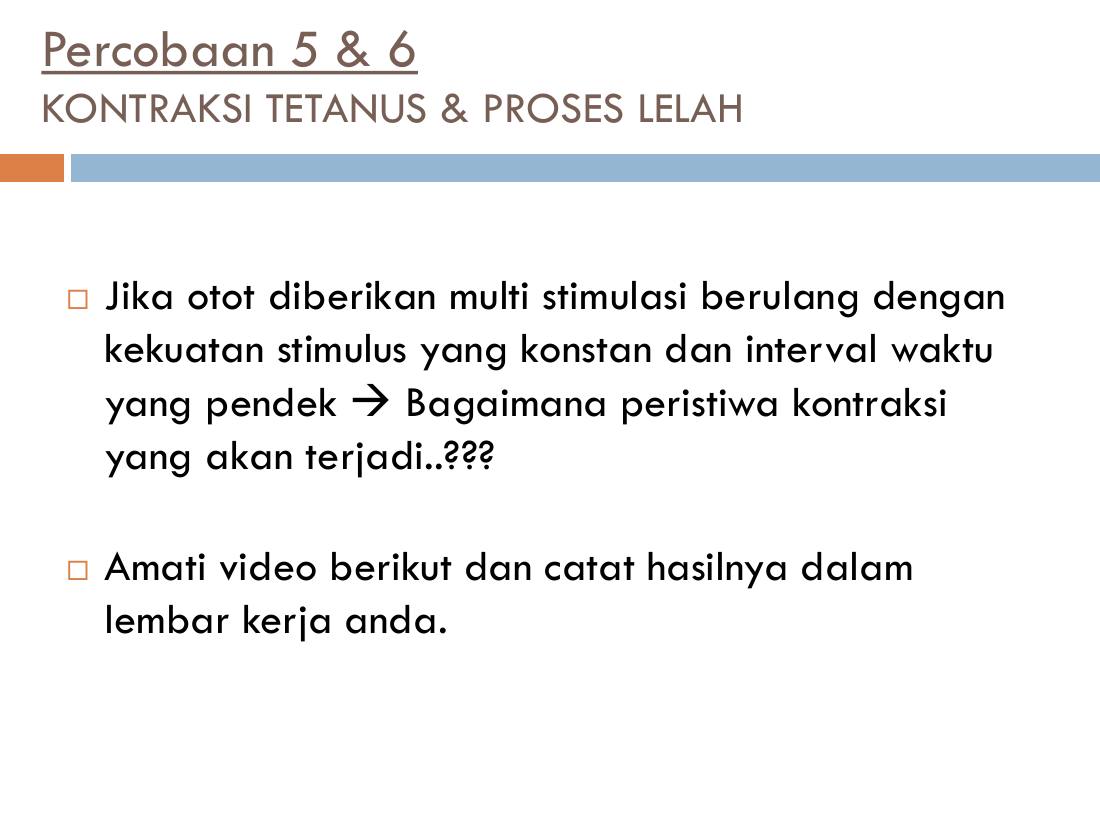 Percobaan 5 & 6
KONTRAKSI TETANUS & PROSES LELAH
Jika otot diberikan multi stimulasi berulang dengan
kekuatan stimulus yang konstan dan interval waktu
yang pendek → Bagaimana peristiwa kontraksi
yang akan terjadi..???
Amati video berikut dan catat hasilnya dalam
lembar kerja anda.